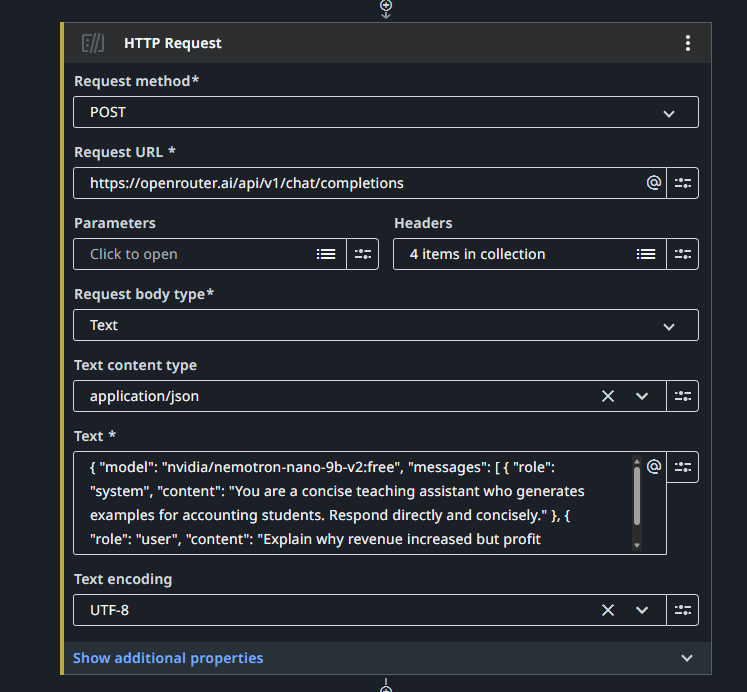 HTTP Request
Request method*
POST
Request URL *
https://openrouter.ai/api/v1/chat/completions
@
Parameters
Headers
Click to open
4 items in collection
Request body type*
Text
Text content type
application/json
Text *
{ "model": "nvidia/nemotron-nano-9b-v2:free", "messages": [ { "role":
@
"system", "content": "You are a concise teaching assistant who generates
examples for accounting students. Respond directly and concisely." }, {
"role": "user", "content": "Explain why revenue increased but profit
Text encoding
UTF-8
Show additional properties